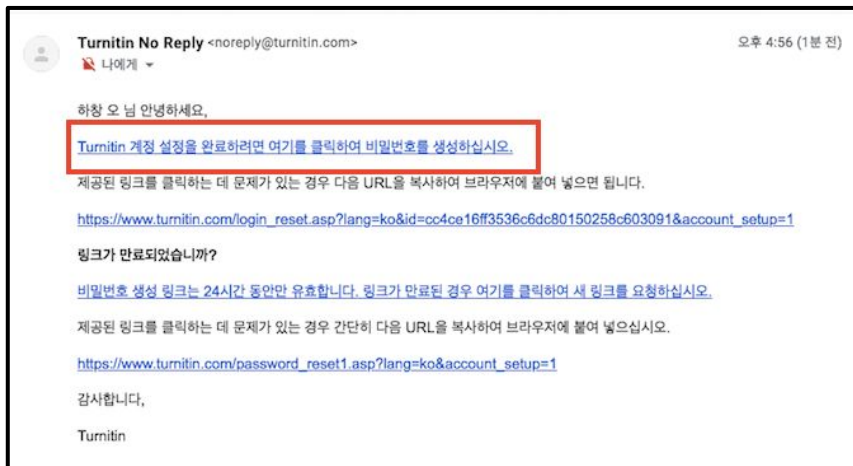 Turnitin No Reply <noreply@turnitin.com>
오후 4:56 (1분 전)
나에게
하창 오 님 안녕하세요,
Turnitin 계정 설정을 완료하려면 여기를 클릭하여 비밀번호를 생성하십시오.
제공된 링크를 클릭하는 데 문제가 있는 경우 다음 URL을 복사하여 브라우저에 붙여 넣으면 됩니다.
https://www.turnitin.com/login_reset.asp?lang=ko&id=cc4ce16ff3536c6dc80150258c603091&account_setup=1
링크가 만료되었습니까?
비밀번호 생성 링크는 24시간 동안만 유효합니다. 링크가 만료된 경우 여기를 클릭하여 새 링크를 요청하십시오.
제공된 링크를 클릭하는 데 문제가 있는 경우 간단히 다음 URL을 복사하여 브라우저에 붙여 넣으십시오.
https://www.turnitin.com/password_reset1.asp?lang=ko&account_setup=1
감사합니다,
Turnitin